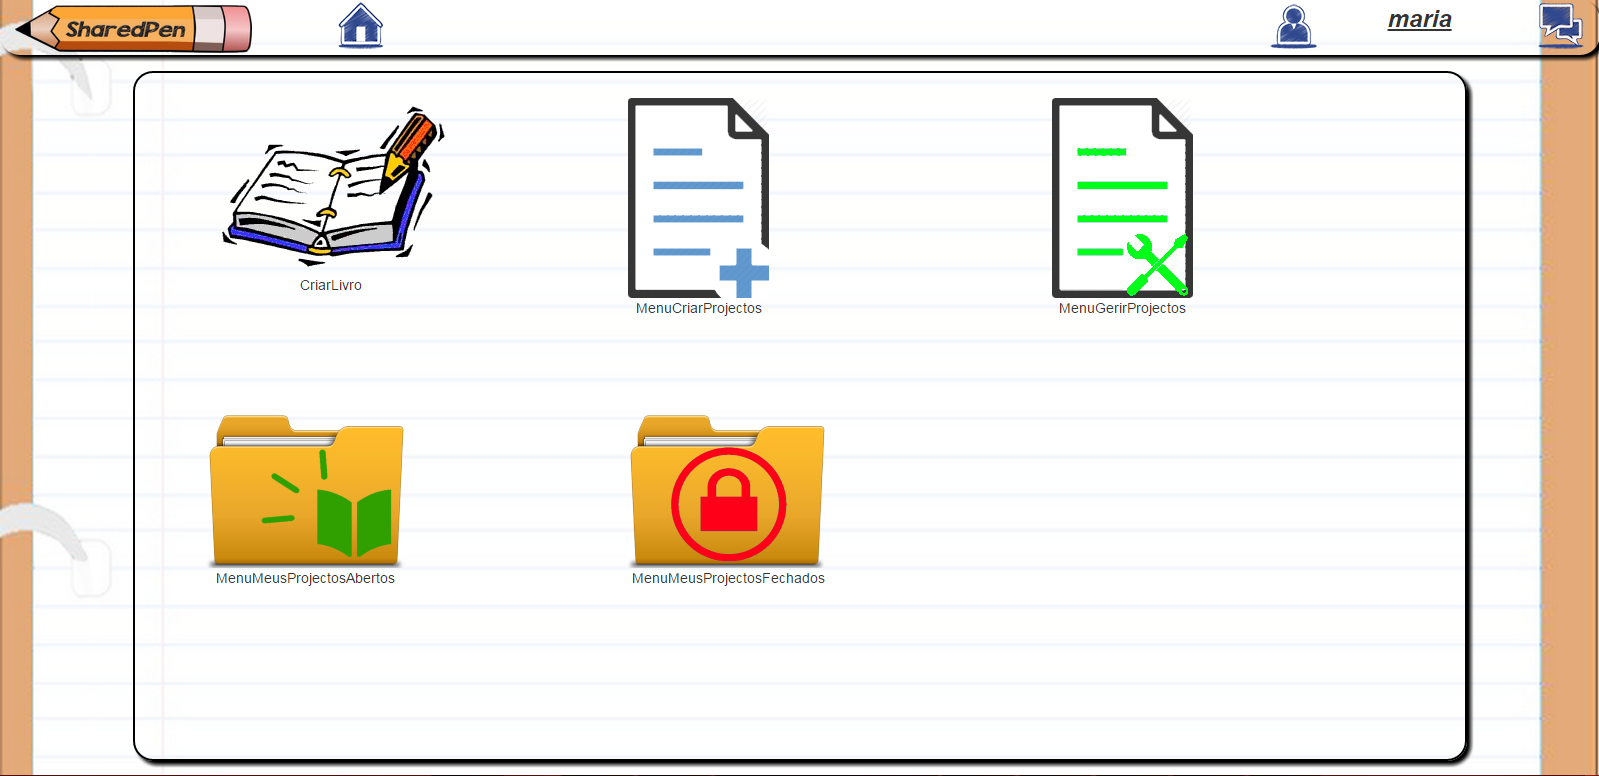 SharedPen
maria
CriarLivro
MenuCriarProjectos
MenuGerirProjectos
MenuMeusProjectosAbertos
MenuMeusProjectosFechados